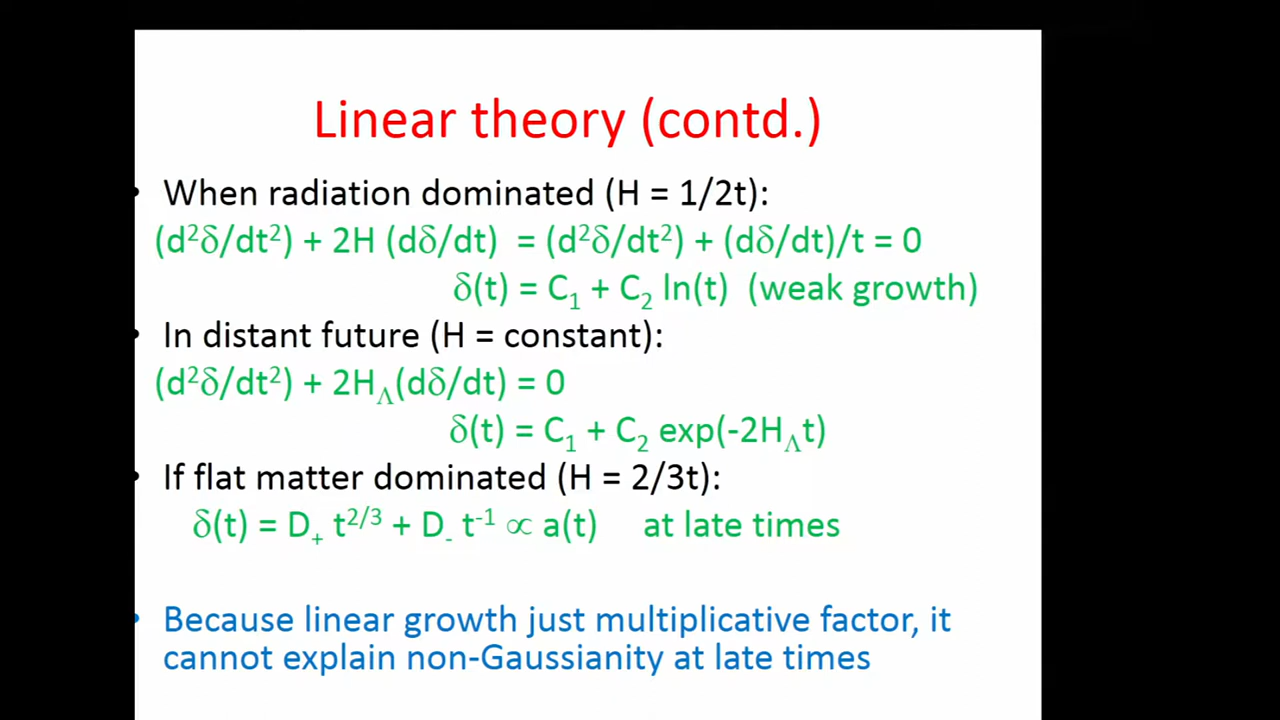 Linear theory (contd.)
• When radiation dominated (H = 1/2t):
(d²δ/dt²) + 2H (dδ/dt) = (d²δ/dt²) + (dδ/dt)/t = 0
δ(t) = C₁ + C₂ ln(t) (weak growth)
• In distant future (H = constant):
(d²δ/dt²) + 2H_Λ(dδ/dt) = 0
δ(t) = C₁ + C₂ exp(-2H_Λt)
• If flat matter dominated (H = 2/3t):
δ(t) = D₊ t²ᐟ³ + D₋ t⁻¹ ∝ a(t) at late times
• Because linear growth just multiplicative factor, it
cannot explain non-Gaussianity at late times